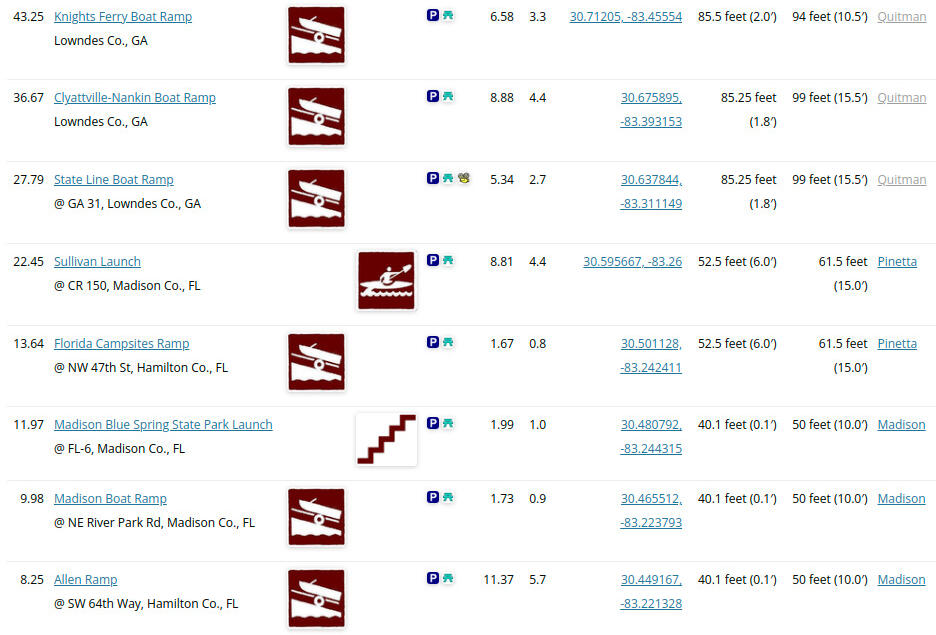 43.25 Knights Ferry Boat Ramp P 6.58 3.3 30.71205, -83.45554 85.5 feet (2.0′) 94 feet (10.5′) Quitman
Lowndes Co., GA
36.67 Clyattville-Nankin Boat Ramp P 8.88 4.4 30.675895, 85.25 feet 99 feet (15.5′) Quitman
Lowndes Co., GA -83.393153 (1.8′)
27.79 State Line Boat Ramp P 5.34 2.7 30.637844, 85.25 feet 99 feet (15.5′) Quitman
@ GA 31, Lowndes Co., GA -83.311149 (1.8′)
22.45 Sullivan Launch P 8.81 4.4 30.595667, -83.26 52.5 feet (6.0′) 61.5 feet Pinetta
@ CR 150, Madison Co., FL (15.0′)
13.64 Florida Campsites Ramp P 1.67 0.8 30.501128, 52.5 feet (6.0′) 61.5 feet Pinetta
@ NW 47th St, Hamilton Co., FL -83.242411 (15.0′)
11.97 Madison Blue Spring State Park Launch P 1.99 1.0 30.480792, 40.1 feet (0.1′) 50 feet (10.0′) Madison
@ FL-6, Madison Co., FL -83.244315
9.98 Madison Boat Ramp P 1.73 0.9 30.465512, 40.1 feet (0.1′) 50 feet (10.0′) Madison
@ NE River Park Rd, Madison Co., FL -83.223793
8.25 Allen Ramp P 11.37 5.7 30.449167, 40.1 feet (0.1′) 50 feet (10.0′) Madison
@ SW 64th Way, Hamilton Co., FL -83.221328